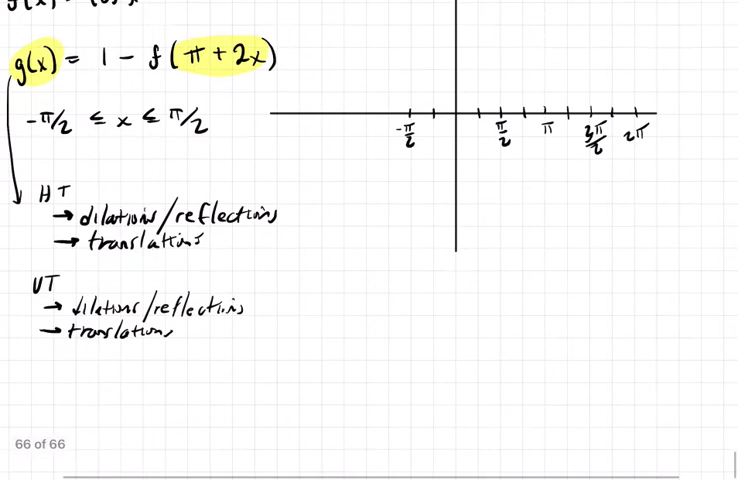 g(x) = 1 - f(π + 2x)
-π/2 ≤ x ≤ π/2
-π/2 π/2 π 3π/2 2π
HT
→ dilations/reflections
→ translations
VT
→ dilations/reflections
→ translations
66 of 66